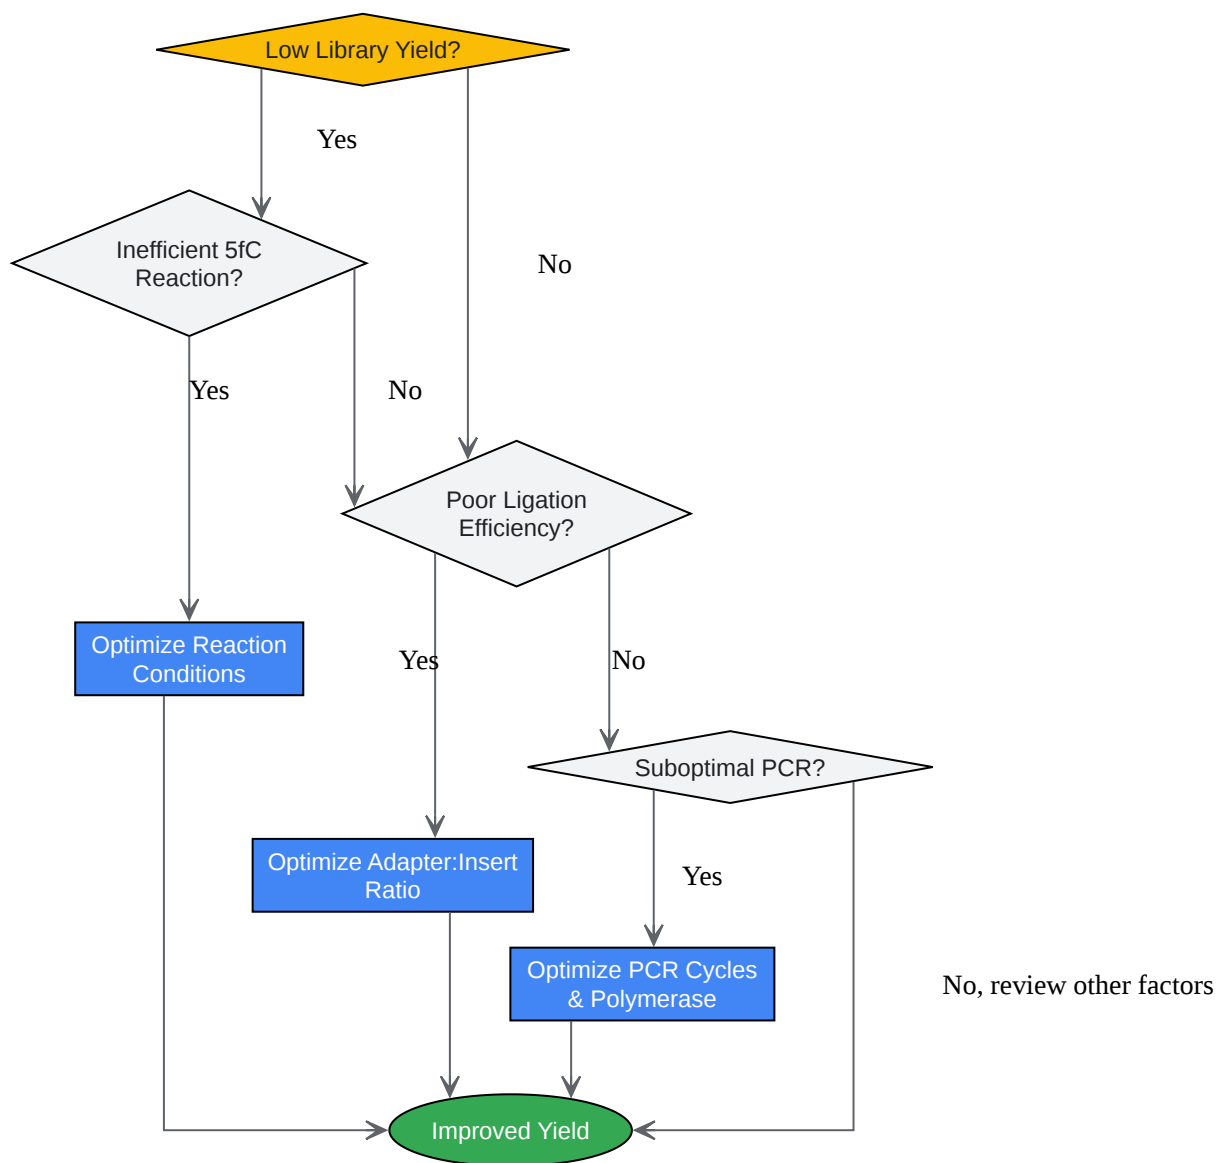 Low Library Yield?
Yes
Inefficient 5fC
Reaction?
No
Yes
No
Poor Ligation
Efficiency?
Optimize Reaction
Conditions
Yes
No
Suboptimal PCR?
Optimize Adapter:Insert
Ratio
Yes
Optimize PCR Cycles
& Polymerase
No, review other factors
Improved Yield